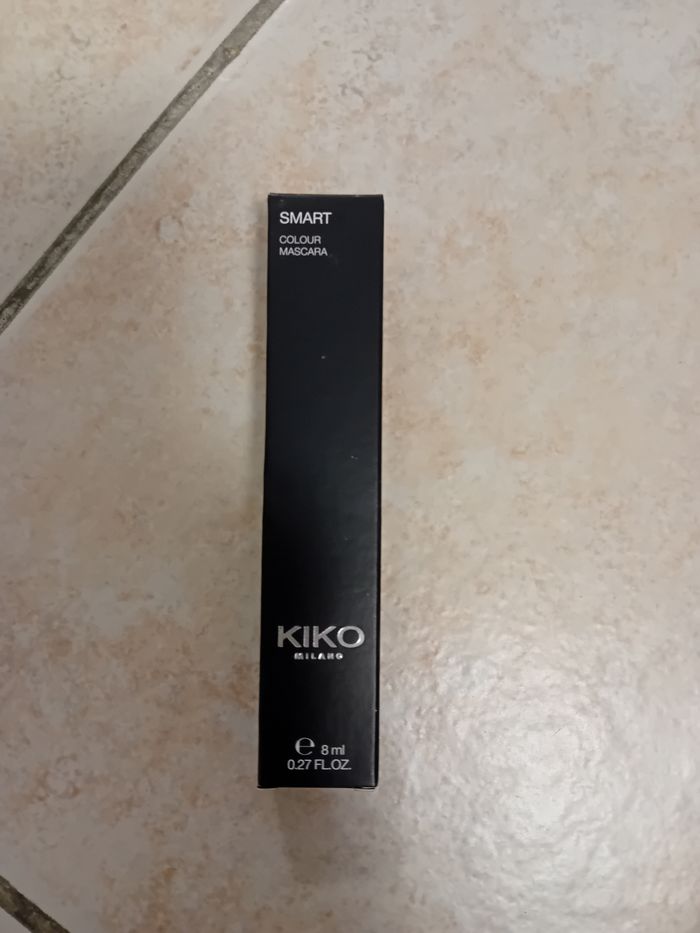 SMART
COLOUR
MASCARA
KIKO
MILANO
℮ 8 ml
0.27 FL.OZ.